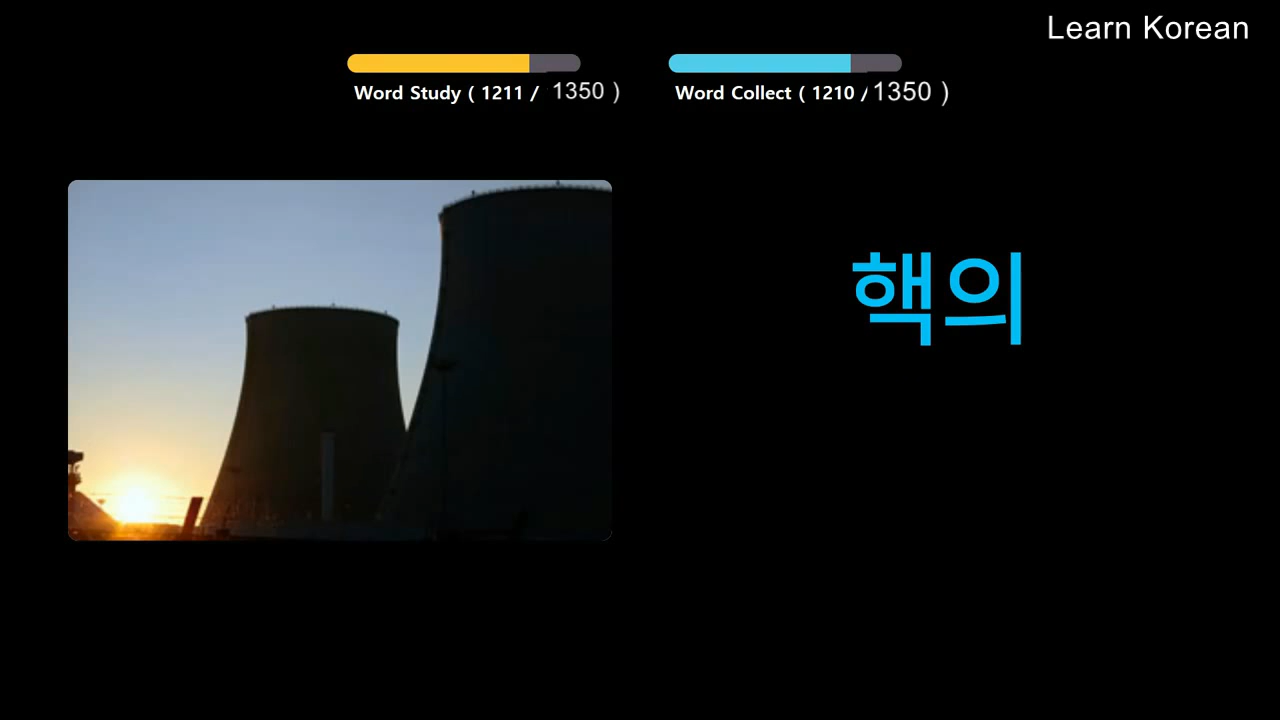 Learn Korean
Word Study ( 1211 / 1350 )
Word Collect ( 1210 / 1350 )
핵의